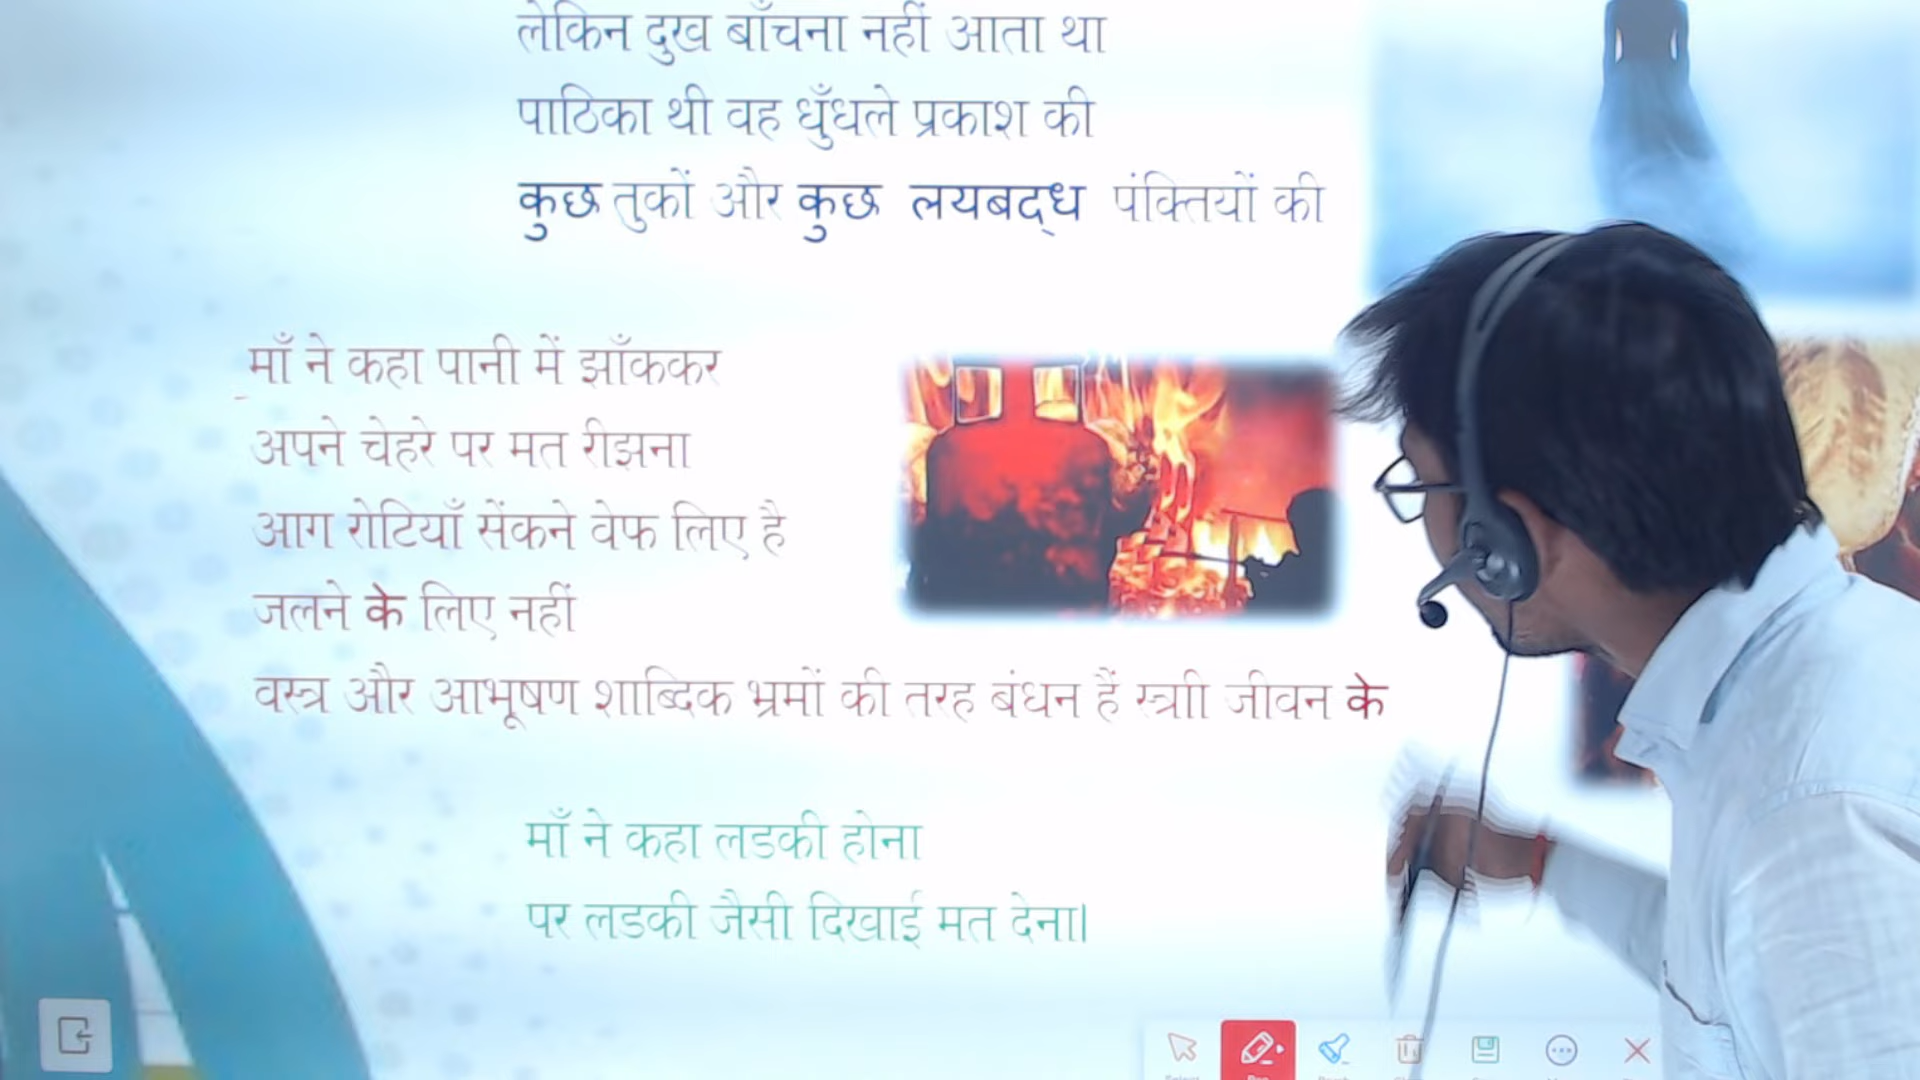 लेकिन दुख बाँचना नहीं आता था
पाठिका थी वह धुँधले प्रकाश की
कुछ तुकों और कुछ लयबद्ध पंक्तियों की
माँ ने कहा पानी में झाँककर
अपने चेहरे पर मत रीझना
आग रोटियाँ सेंकने वेफ लिए है
जलने के लिए नहीं
वस्त्र और आभूषण शाब्दिक भ्रमों की तरह बंधन हैं स्त्राी जीवन के
माँ ने कहा लडकी होना
पर लडकी जैसी दिखाई मत देना।